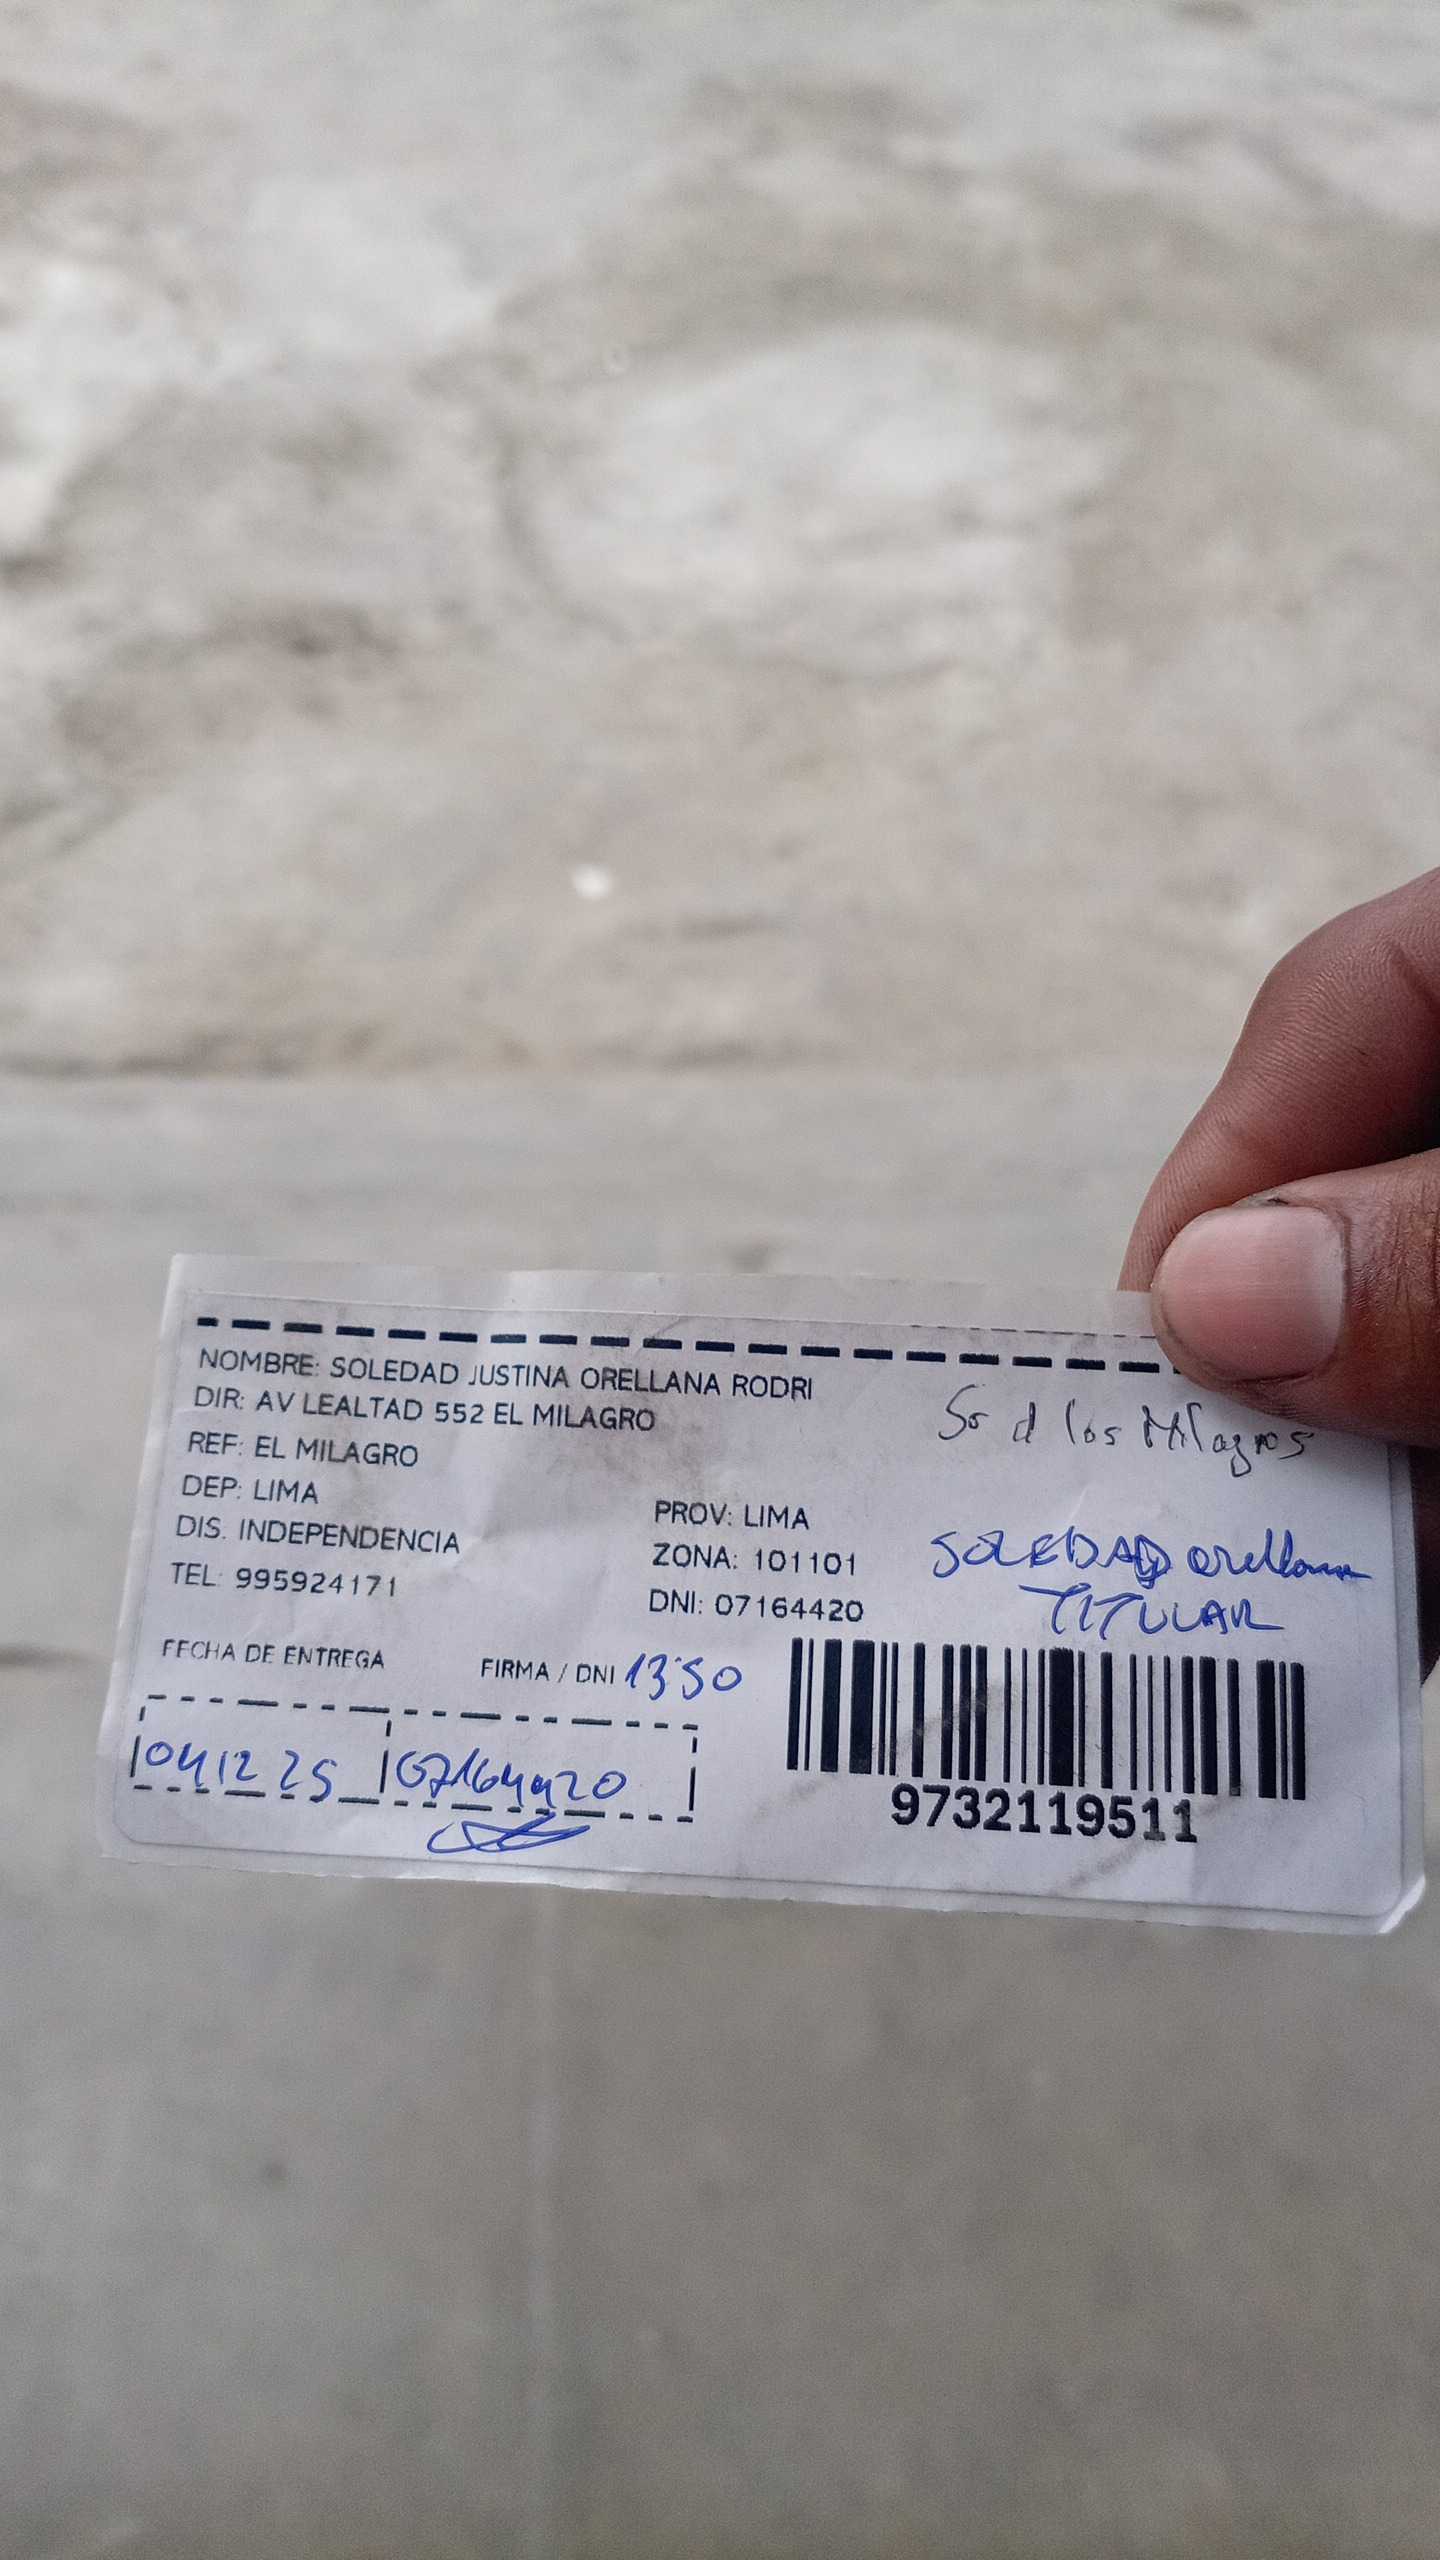 NOMBRE: SOLEDAD JUSTINA ORELLANA RODRI
DIR: AV LEALTAD 552 EL MILAGRO
Sr d los Milagros
REF: EL MILAGRO
DEP: LIMA
PROV: LIMA
DIS. INDEPENDENCIA
ZONA: 101101
SOLEDAD Orellana
TITULAR
TEL: 995924171
DNI: 07164420
FECHA DE ENTREGA
FIRMA / DNI 13:50
04 12 25
07164420
9732119511